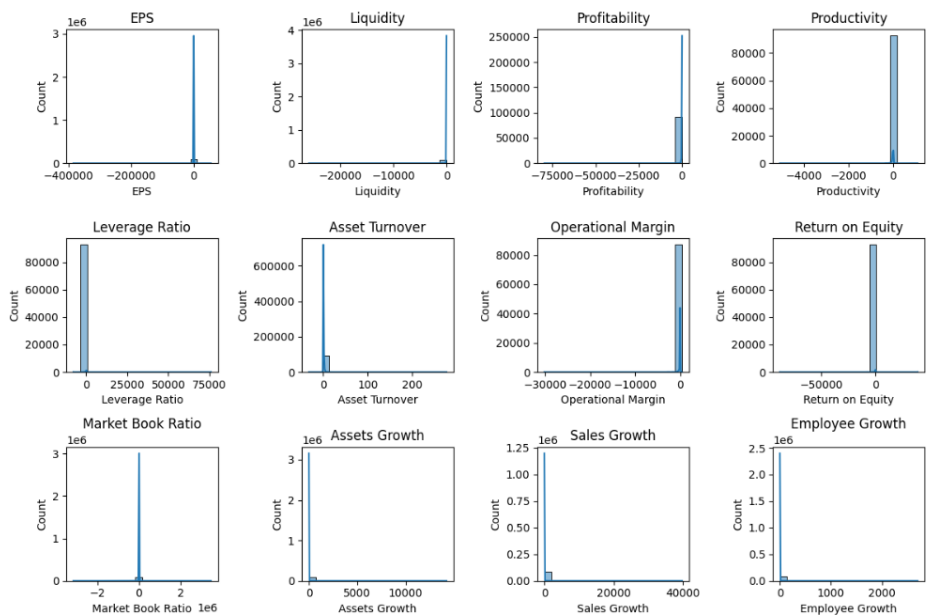 EPS
1e6
3
2
1
0
Count
−400000 −200000 0
EPS
Liquidity
1e6
4
3
2
1
0
Count
−20000 −10000 0
Liquidity
Profitability
250000
200000
150000
100000
50000
0
Count
−75000 −50000 −25000 0
Profitability
Productivity
80000
60000
40000
20000
0
Count
−4000 −2000 0
Productivity
Leverage Ratio
80000
60000
40000
20000
0
Count
0 25000 50000 75000
Leverage Ratio
Asset Turnover
600000
400000
200000
0
Count
0 100 200
Asset Turnover
Operational Margin
80000
60000
40000
20000
0
Count
−30000 −20000 −10000 0
Operational Margin
Return on Equity
80000
60000
40000
20000
0
Count
−50000 0
Return on Equity
Market Book Ratio
1e6
3
2
1
0
Count
−2 0 2
Market Book Ratio 1e6
Assets Growth
1e6
3
2
1
0
Count
0 5000 10000
Assets Growth
Sales Growth
1e6
1.25
1.00
0.75
0.50
0.25
0.00
Count
0 20000 40000
Sales Growth
Employee Growth
1e6
2.5
2.0
1.5
1.0
0.5
0.0
Count
0 1000 2000
Employee Growth